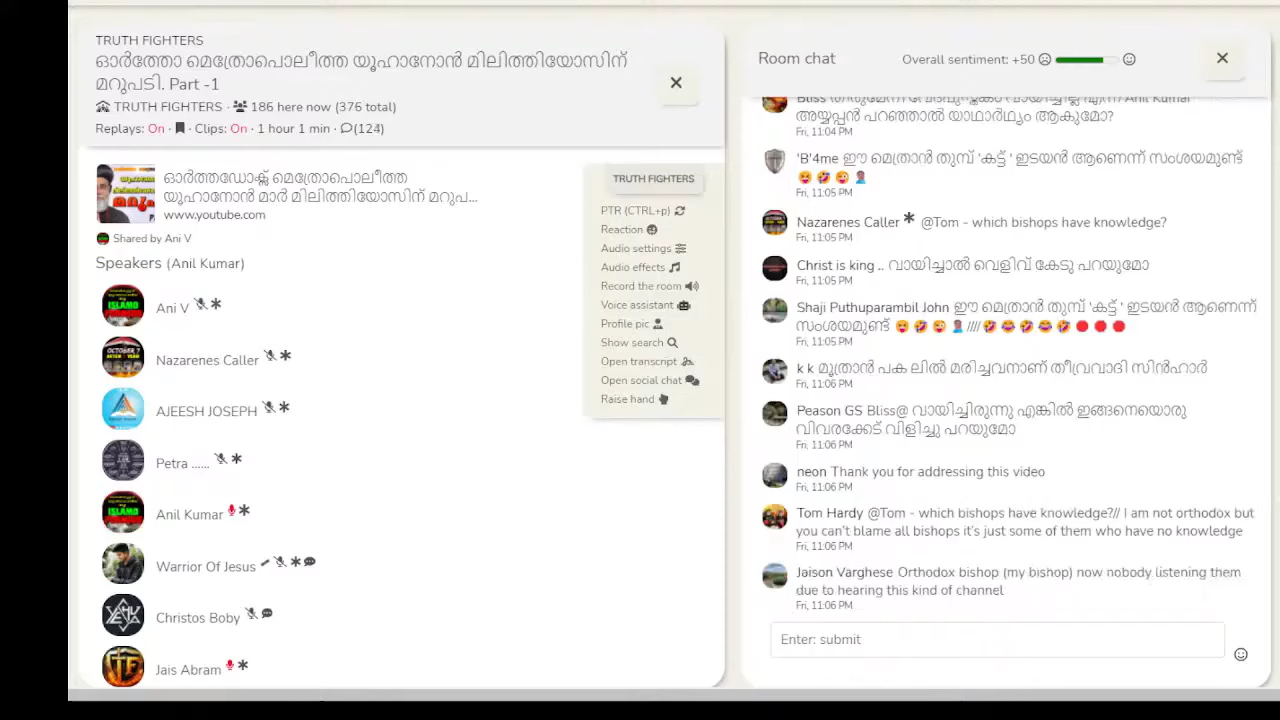 TRUTH FIGHTERS
ഓർത്തോ മെത്രോപൊലീത്ത യൂഹാനോൻ മിലിത്തിയോസിന്
മറുപടി. Part -1
TRUTH FIGHTERS · 186 here now (376 total)
Replays: On · Clips: On · 1 hour 1 min · (124)
ഓർത്തഡോക്സ് മെത്രൊപൊലീത്ത
യൂഹാനോൻ മാർ മിലിത്തിയോസിന് മറുപ...
www.youtube.com
Shared by Ani V
Speakers (Anil Kumar)
Ani V
Nazarenes Caller
AJEESH JOSEPH
Petra ......
Anil Kumar
Warrior Of Jesus
Christos Boby
Jais Abram
TRUTH FIGHTERS
PTR (CTRL+p)
Reaction
Audio settings
Audio effects
Record the room
Voice assistant
Profile pic
Show search
Open transcript
Open social chat
Raise hand
Room chat
Overall sentiment: +50
Bliss തിരുമേനി വേദപുസ്തകം വായിച്ചില്ല എന്ന് Anil Kumar
അയ്യപ്പൻ പറഞ്ഞാൽ യാഥാർഥ്യം ആകുമോ?
Fri, 11:04 PM
'B'4me ഈ മെത്രാൻ തുമ്പ് 'കട്ട് ' ഇടയൻ ആണെന്ന് സംശയമുണ്ട്
😝🤣😜🤦
Fri, 11:05 PM
Nazarenes Caller * @Tom - which bishops have knowledge?
Fri, 11:05 PM
Christ is king .. വായിച്ചാൽ വെളിവ് കേടു പറയുമോ
Fri, 11:05 PM
Shaji Puthuparambil John ഈ മെത്രാൻ തുമ്പ് 'കട്ട് ' ഇടയൻ ആണെന്ന്
സംശയമുണ്ട് 😝🤣😜🤦////🤣😂🤣😂🤣🔴🔴🔴
Fri, 11:05 PM
k k മൂത്രാൻ പക ലിൽ മരിച്ചവനാണ് തീവ്രവാദി സിൻഹാർ
Fri, 11:06 PM
Peason GS Bliss@ വായിച്ചിരുന്നു എങ്കിൽ ഇങ്ങനെയൊരു
വിവരക്കേട് വിളിച്ചു പറയുമോ
Fri, 11:06 PM
neon Thank you for addressing this video
Fri, 11:06 PM
Tom Hardy @Tom - which bishops have knowledge?// I am not orthodox but
you can't blame all bishops it's just some of them who have no knowledge
Fri, 11:06 PM
Jaison Varghese Orthodox bishop (my bishop) now nobody listening them
due to hearing this kind of channel
Fri, 11:06 PM
Enter: submit